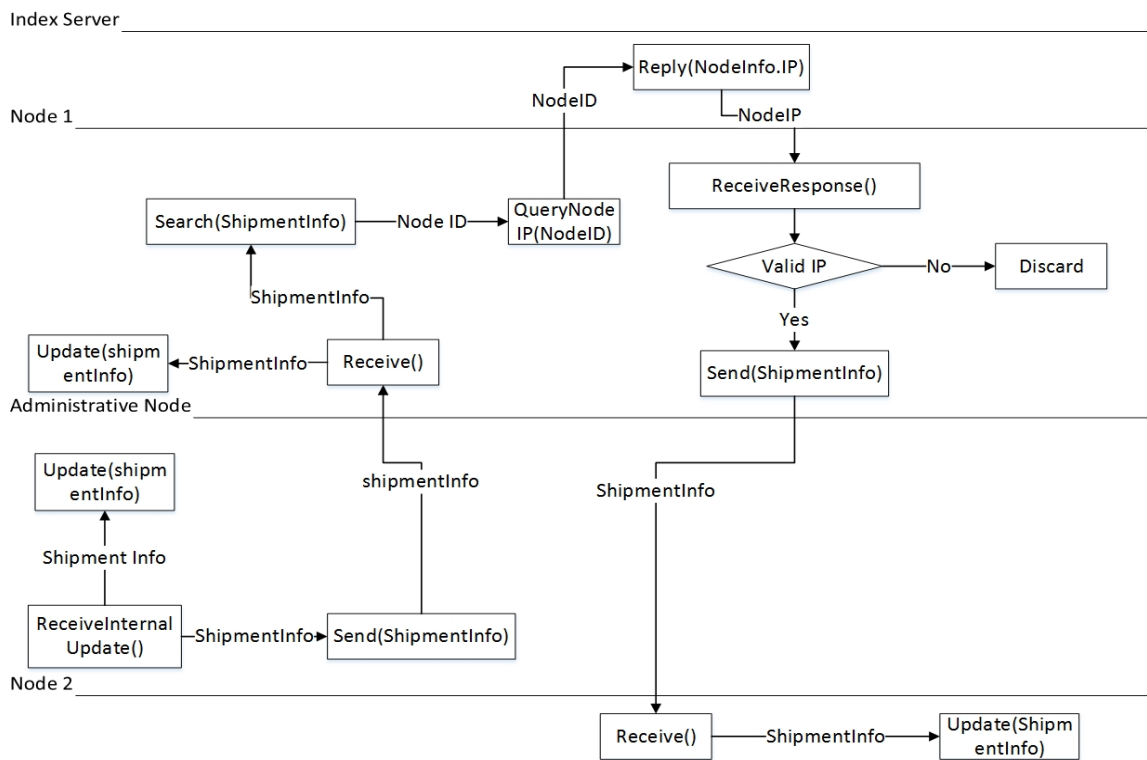 Index Server
Reply(NodeInfo.IP)
NodeID
Node 1
NodeIP
ReceiveResponse()
Search(ShipmentInfo)
Node ID
QueryNode
IP(NodeID)
Valid IP
No
Discard
ShipmentInfo
Yes
Update(shipm
entInfo)
ShipmentInfo
Receive()
Send(ShipmentInfo)
Administrative Node
Update(shipm
entInfo)
shipmentInfo
ShipmentInfo
Shipment Info
ReceiveInternal
Update()
ShipmentInfo
Send(ShipmentInfo)
Node 2
Receive()
ShipmentInfo
Update(Shipm
entInfo)